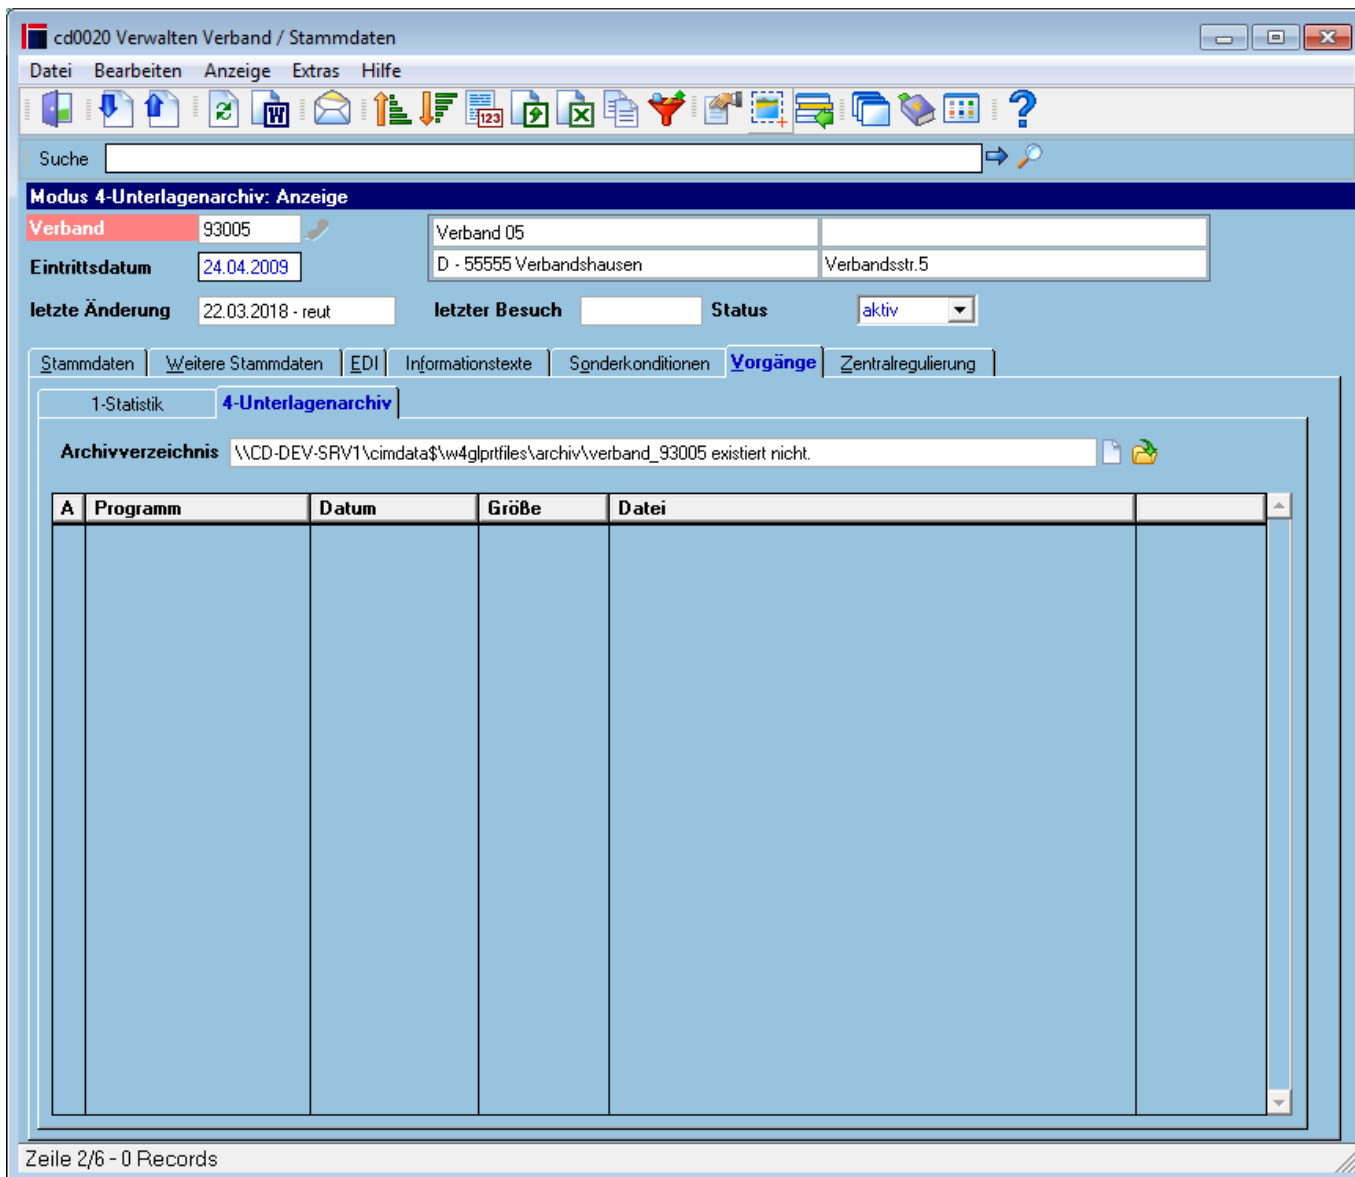 cd0020 Verwalten Verband / Stammdaten
Datei Bearbeiten Anzeige Extras Hilfe
Suche
Modus 4-Unterlagenarchiv: Anzeige
Verband 93005 Verband 05
Eintrittsdatum 24.04.2009 D - 55555 Verbandshausen Verbandsstr.5
letzte Änderung 22.03.2018 - reut letzter Besuch Status aktiv
Stammdaten Weitere Stammdaten EDI Informationstexte Sonderkonditionen Vorgänge Zentralregulierung
1-Statistik 4-Unterlagenarchiv
Archivverzeichnis \\CD-DEV-SRV1\cimdata$\w4glprtfiles\archiv\verband_93005 existiert nicht.
A Programm Datum Größe Datei
Zeile 2/6 - 0 Records